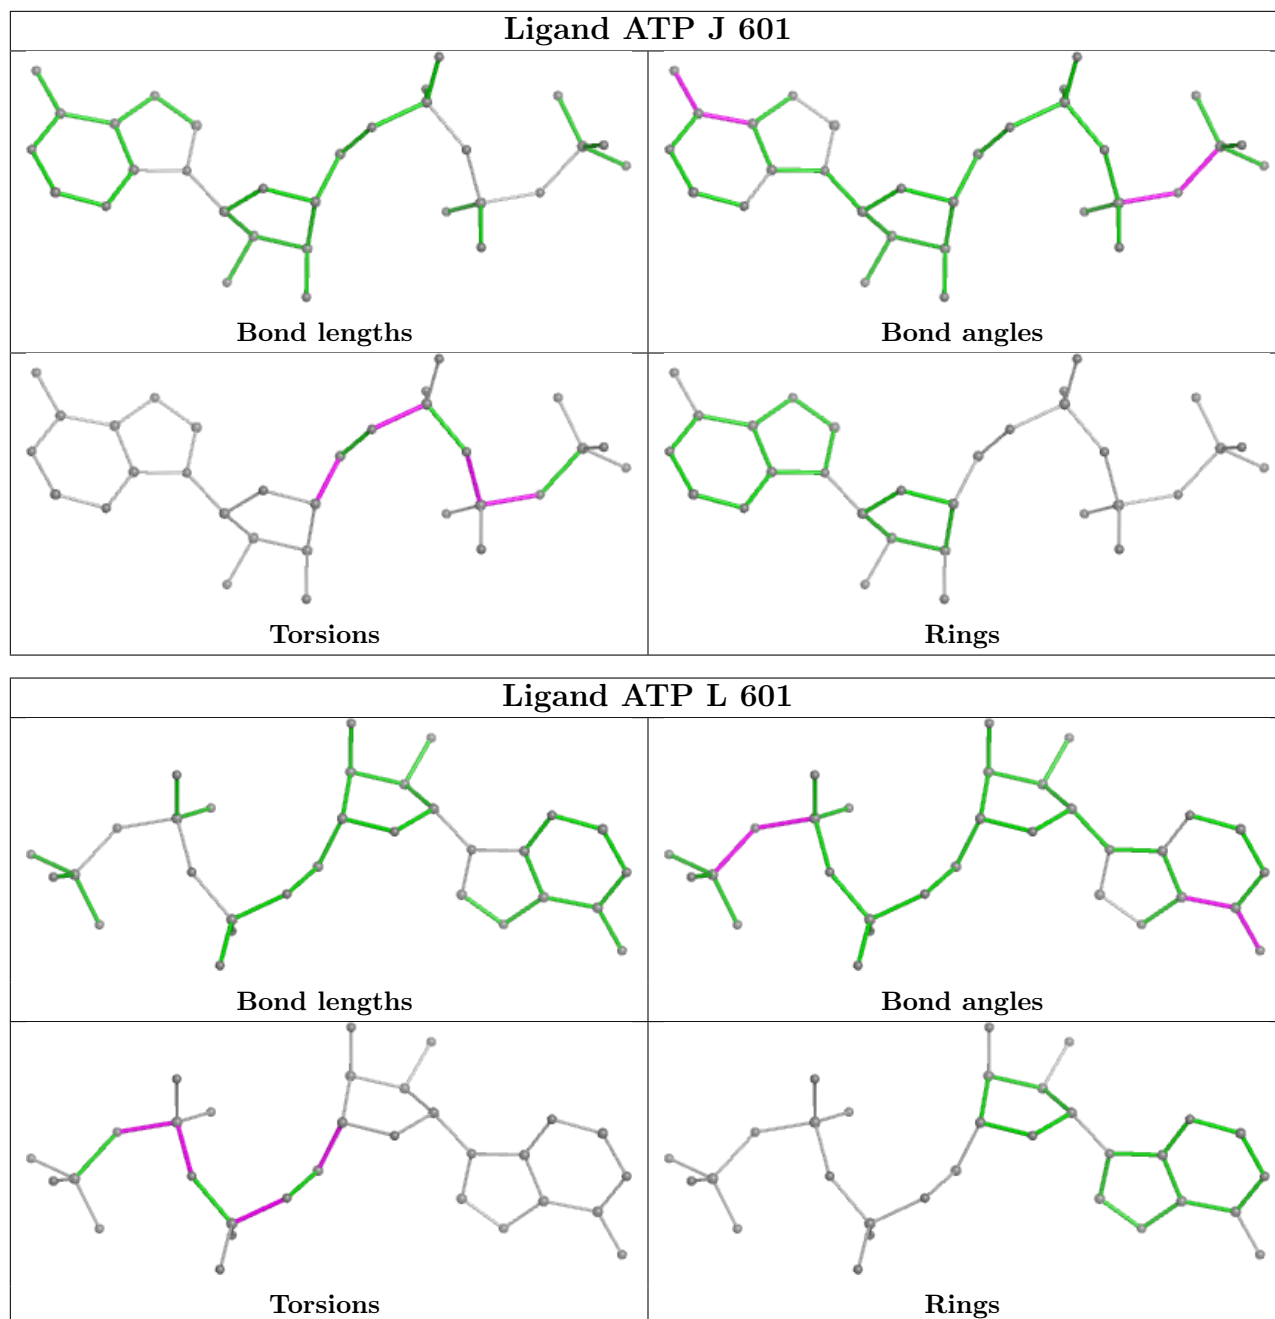 Ligand ATP J 601
Bond lengths
Bond angles
Torsions
Rings
Ligand ATP L 601
Bond lengths
Bond angles
Torsions
Rings